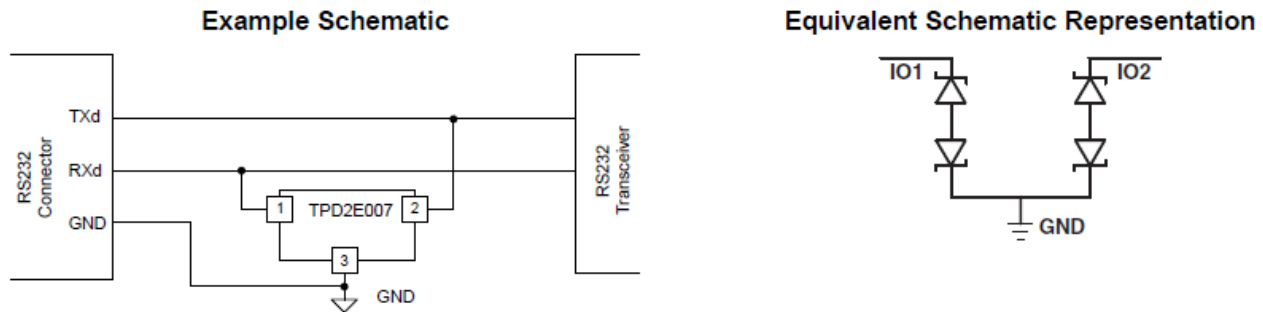 Example Schematic
Equivalent Schematic Representation
RS232
Connector
TXd
RXd
GND
1
TPD2E007
2
3
GND
RS232
Transceiver
IO1
IO2
GND